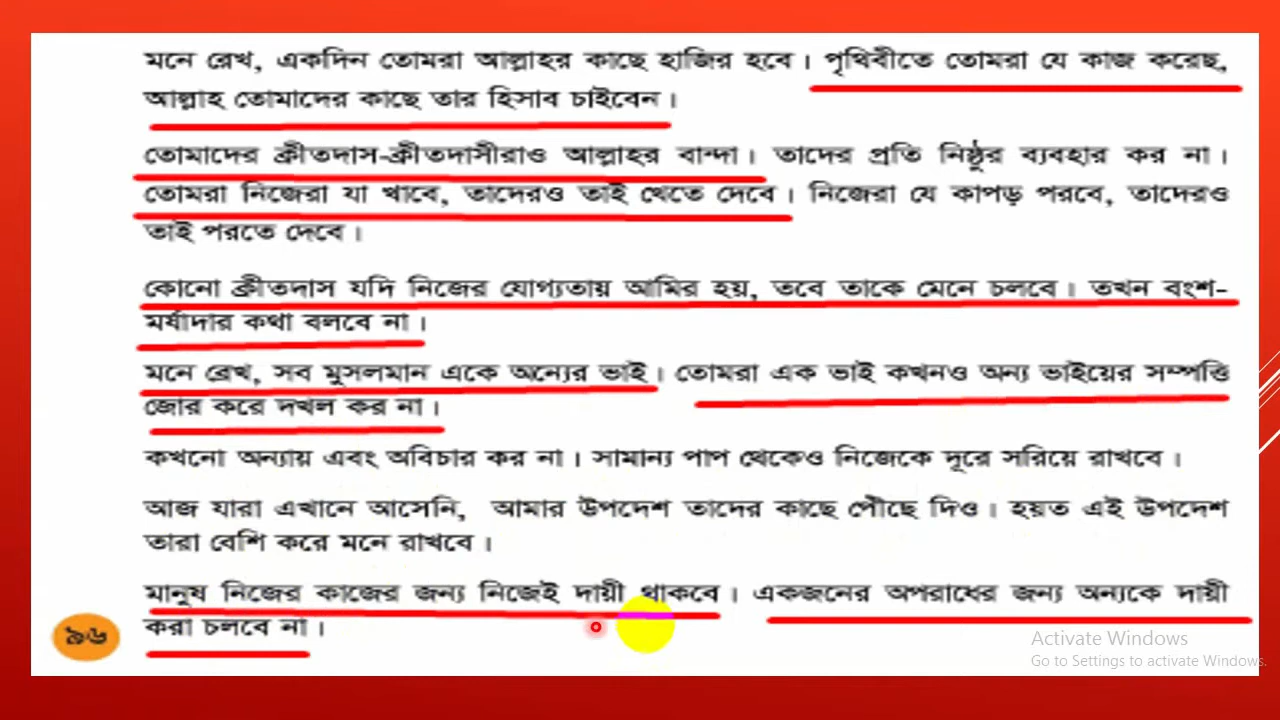 মনে রেখ, একদিন তোমরা আল্লাহর কাছে হাজির হবে। পৃথিবীতে তোমরা যে কাজ করেছ,
আল্লাহ তোমাদের কাছে তার হিসাব চাইবেন।
তোমাদের ক্রীতদাস-ক্রীতদাসীরাও আল্লাহর বান্দা। তাদের প্রতি নিষ্ঠুর ব্যবহার কর না।
তোমরা নিজেরা যা খাবে, তাদেরও তাই খেতে দেবে। নিজেরা যে কাপড় পরবে, তাদেরও
তাই পরতে দেবে।
কোনো ক্রীতদাস যদি নিজের যোগ্যতায় আমির হয়, তবে তাকে মেনে চলবে। তখন বংশ-
মর্যাদার কথা বলবে না।
মনে রেখ, সব মুসলমান একে অন্যের ভাই। তোমরা এক ভাই কখনও অন্য ভাইয়ের সম্পত্তি
জোর করে দখল কর না।
কখনো অন্যায় এবং অবিচার কর না। সামান্য পাপ থেকেও নিজেকে দূরে সরিয়ে রাখবে।
আজ যারা এখানে আসেনি, আমার উপদেশ তাদের কাছে পৌঁছে দিও। হয়ত এই উপদেশ
তারা বেশি করে মনে রাখবে।
মানুষ নিজের কাজের জন্য নিজেই দায়ী থাকবে। একজনের অপরাধের জন্য অন্যকে দায়ী
করা চলবে না।
৯৬
Activate Windows
Go to Settings to activate Windows.